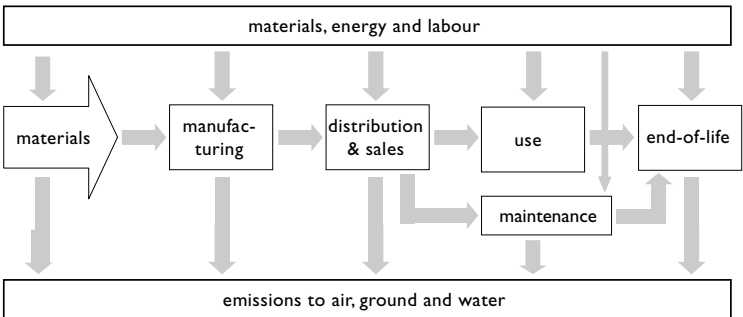 materials, energy and labour
materials
manufac-
turing
distribution
& sales
use
end-of-life
maintenance
emissions to air, ground and water